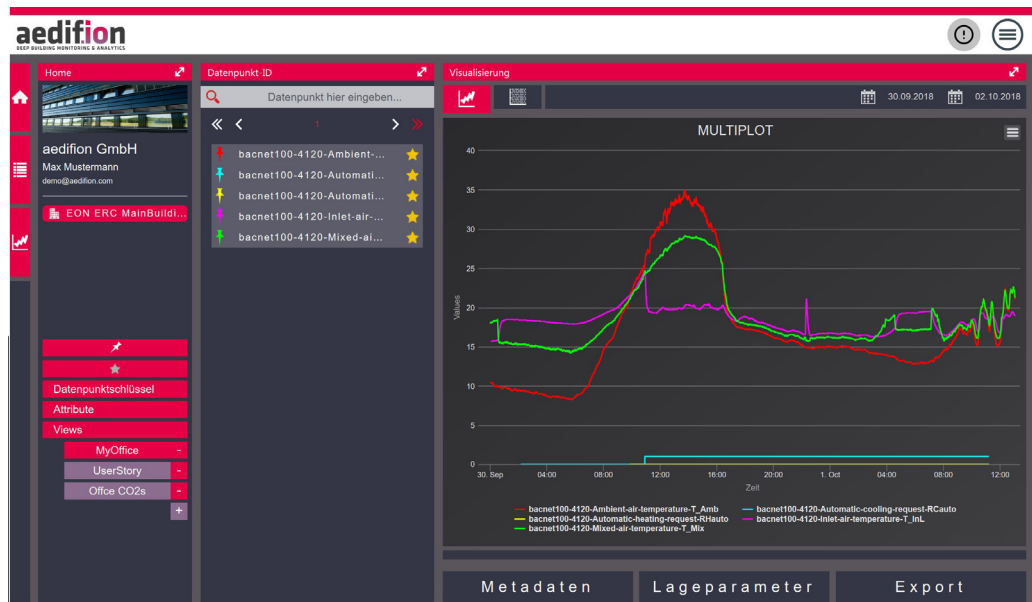 aedifion
DEEP BUILDING MONITORING & ANALYTICS
Home
Datenpunkt-ID
Visualisierung
Datenpunkt hier eingeben...
30.09.2018
02.10.2018
1
MULTIPLOT
aedifion GmbH
Max Mustermann
demo@aedifion.com
EON ERC MainBuildi...
bacnet100-4120-Ambient-...
bacnet100-4120-Automati...
bacnet100-4120-Automati...
bacnet100-4120-Inlet-air-...
bacnet100-4120-Mixed-ai...
Datenpunktschlüssel
Attribute
Views
MyOffice -
UserStory -
Offce CO2s -
+
40
35
30
25
20
15
10
5
0
Values
30. Sep 04:00 08:00 12:00 16:00 20:00 1. Oct 04:00 08:00 12:00
Zeit
bacnet100-4120-Ambient-air-temperature-T_Amb
bacnet100-4120-Automatic-cooling-request-RCauto
bacnet100-4120-Automatic-heating-request-RHauto
bacnet100-4120-Inlet-air-temperature-T_InL
bacnet100-4120-Mixed-air-temperature-T_Mix
Metadaten
Lageparameter
Export